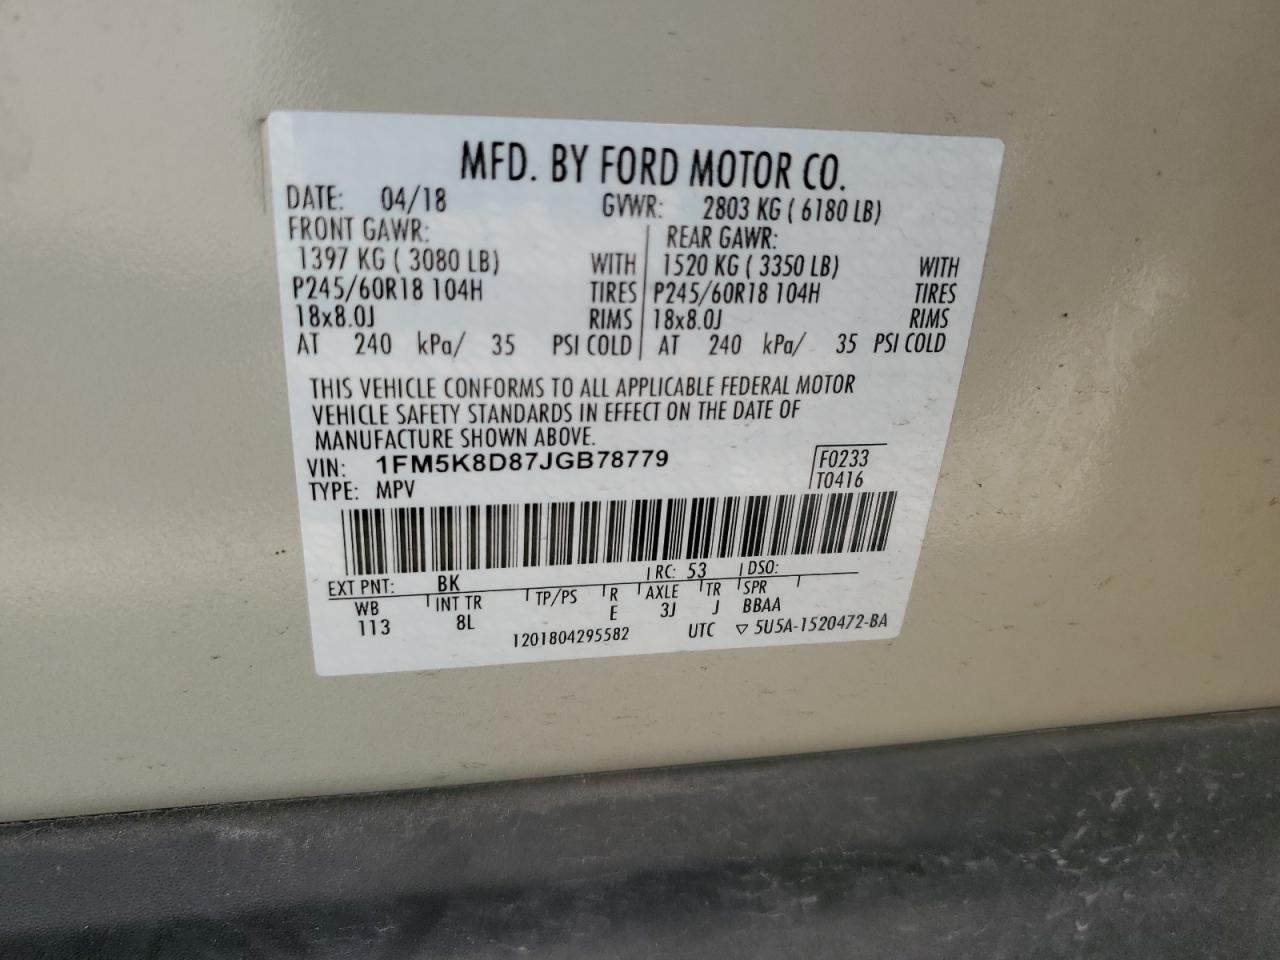 MFD. BY FORD MOTOR CO.
DATE: 04/18 GVWR: 2803 KG ( 6180 LB)
FRONT GAWR: REAR GAWR:
1397 KG ( 3080 LB) WITH 1520 KG ( 3350 LB) WITH
P245/60R18 104H TIRES P245/60R18 104H TIRES
18x8.0J RIMS 18x8.0J RIMS
AT 240 kPa/ 35 PSI COLD AT 240 kPa/ 35 PSI COLD
THIS VEHICLE CONFORMS TO ALL APPLICABLE FEDERAL MOTOR
VEHICLE SAFETY STANDARDS IN EFFECT ON THE DATE OF
MANUFACTURE SHOWN ABOVE.
VIN: 1FM5K8D87JGB78779 F0233
TYPE: MPV T0416
EXT PNT: BK RC: 53 DSO:
WB INT TR TP/PS R AXLE TR SPR
113 8L E 3J J BBAA
1201804295582 UTC ▽ 5U5A-1520472-BA